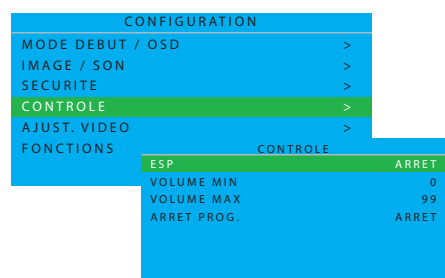 CONFIGURATION
MODE DEBUT / OSD >
IMAGE / SON >
SECURITE >
CONTROLE >
AJUST. VIDEO >
FONCTIONS
CONTROLE
ESP ARRET
VOLUME MIN 0
VOLUME MAX 99
ARRET PROG. ARRET